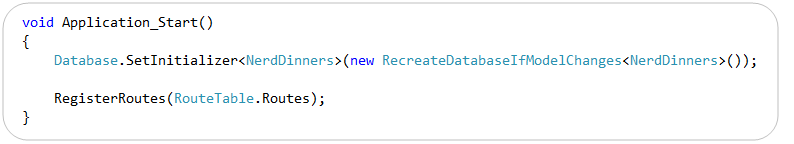 void Application_Start()
{
    Database.SetInitializer<NerdDinners>(new RecreateDatabaseIfModelChanges<NerdDinners>());
    RegisterRoutes(RouteTable.Routes);
}